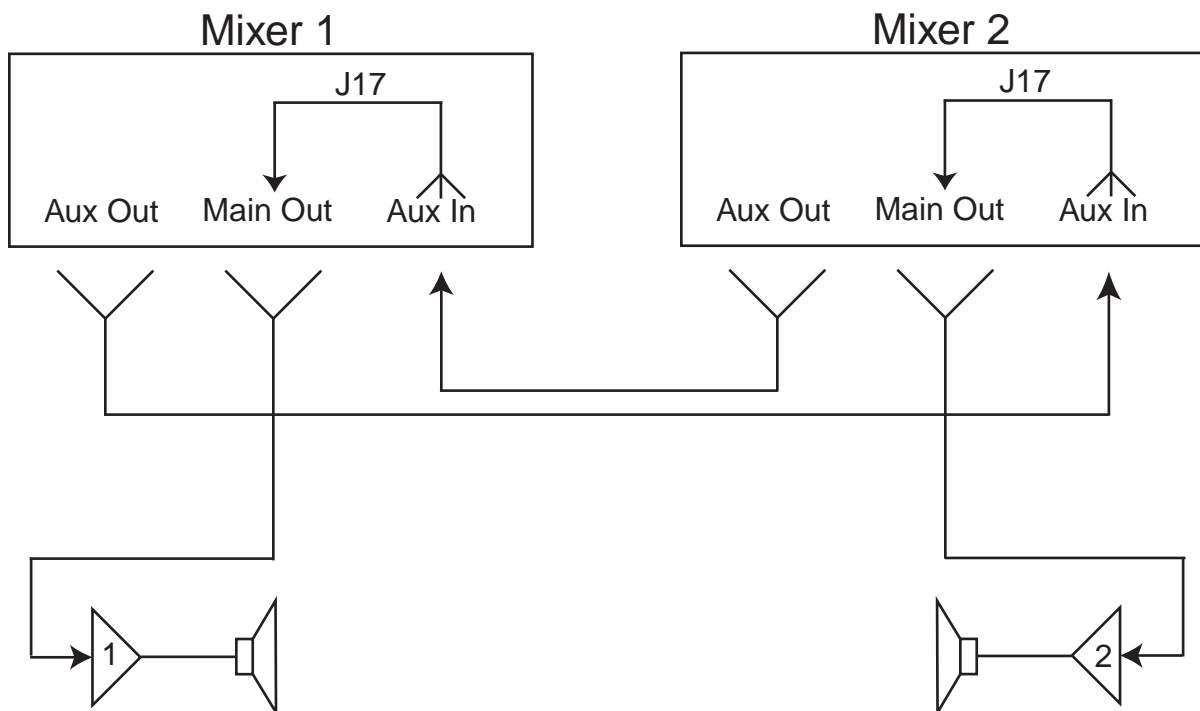 Mixer 1
J17
Aux Out
Main Out
Aux In
Mixer 2
J17
Aux Out
Main Out
Aux In
1
2